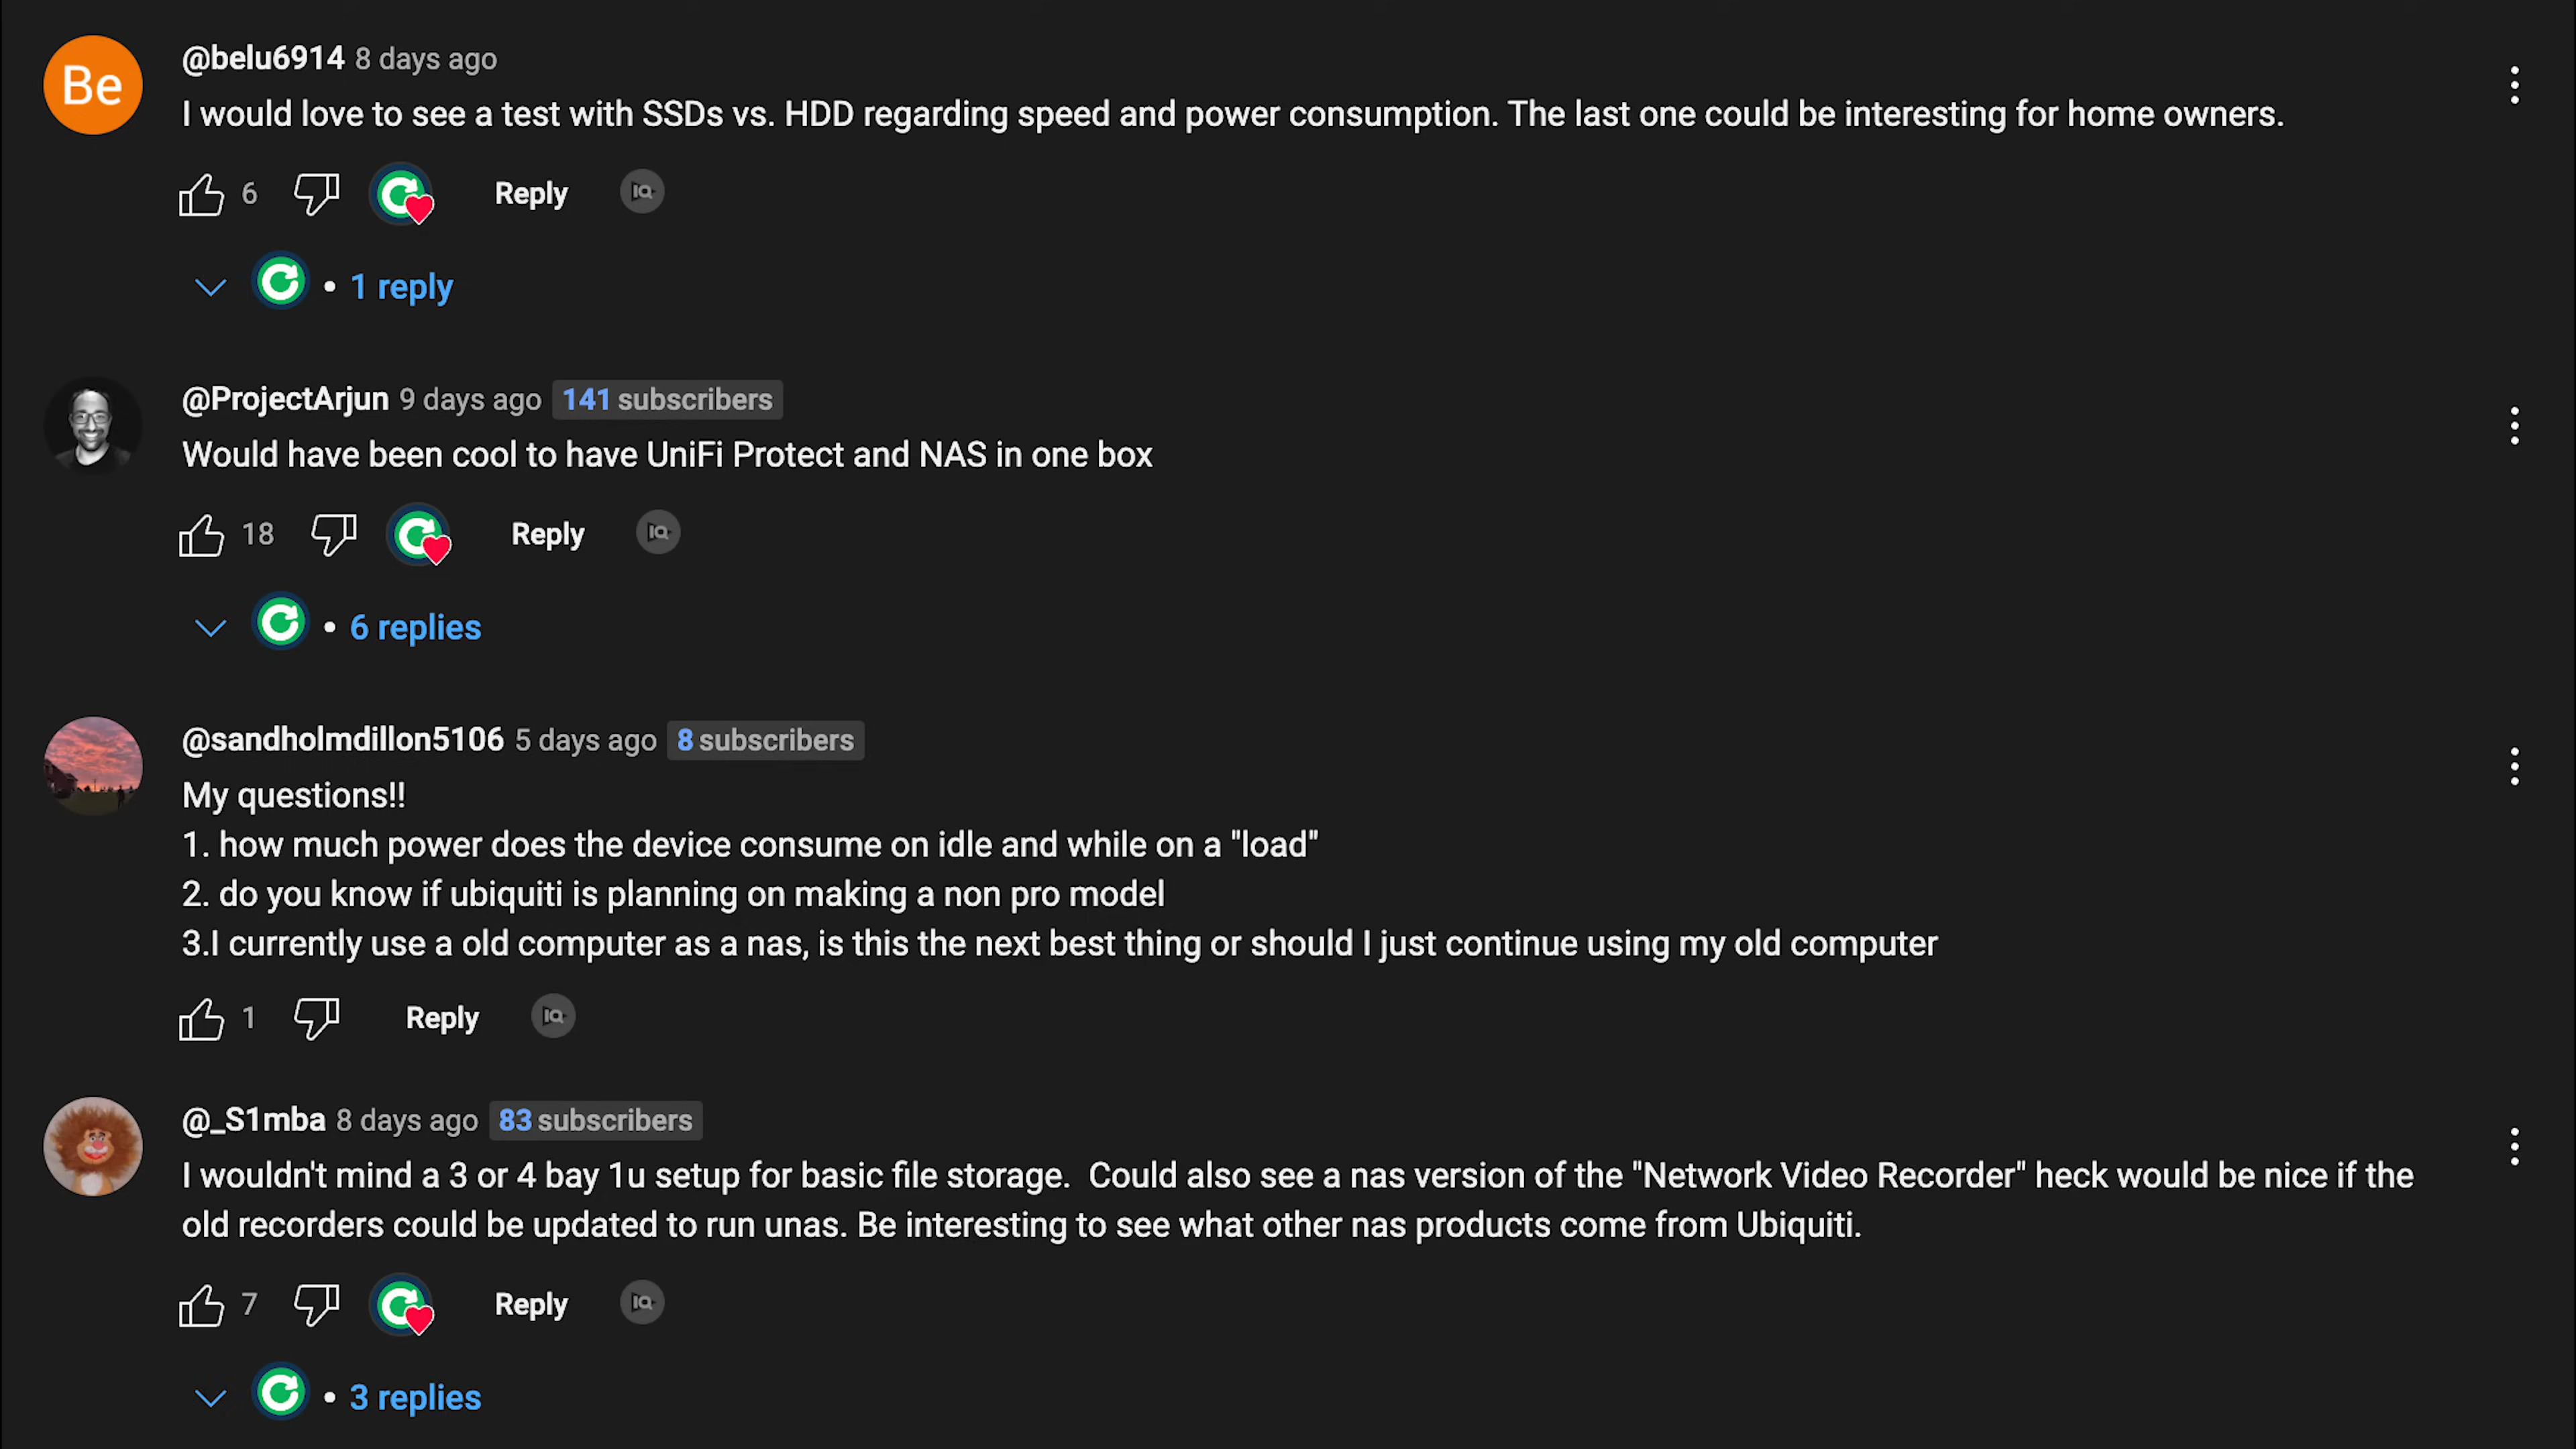 Be
@belu6914 8 days ago
I would love to see a test with SSDs vs. HDD regarding speed and power consumption. The last one could be interesting for home owners.
6 Reply IQ
• 1 reply
@ProjectArjun 9 days ago 141 subscribers
Would have been cool to have UniFi Protect and NAS in one box
18 Reply IQ
• 6 replies
@sandholmdillon5106 5 days ago 8 subscribers
My questions!!
1. how much power does the device consume on idle and while on a "load"
2. do you know if ubiquiti is planning on making a non pro model
3.I currently use a old computer as a nas, is this the next best thing or should I just continue using my old computer
1 Reply IQ
@_S1mba 8 days ago 83 subscribers
I wouldn't mind a 3 or 4 bay 1u setup for basic file storage.  Could also see a nas version of the "Network Video Recorder" heck would be nice if the
old recorders could be updated to run unas. Be interesting to see what other nas products come from Ubiquiti.
7 Reply IQ
• 3 replies